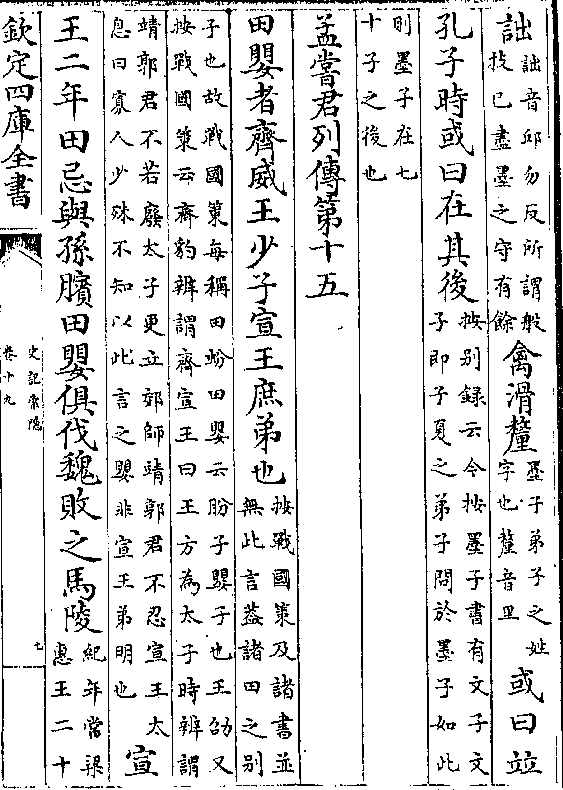 詘詘音邱勿反所謂般
技已盡墨之守有餘
禽滑釐墨子弟子之姓
字也釐音里
或曰竝
孔子時或曰在其後按别録云今按墨子書有文子文
子即子夏之弟子問於墨子如此
則墨子在七
十子之後也
孟嘗君列傳第十五
田嬰者齊威王少子宣王庶弟也按戰國策及諸書並
無此言蓋諸田之别
子也故戰國策每稱田盼田嬰云盼子嬰子也王劭又
按戰國策云齊豹辨謂齊宣王曰王方為太子時辨謂
靖郭君不若廢太子更立郊師靖郭君不忍宣王太
息曰寡人少殊不知以此言之嬰非宣王弟明也
宣
王二年田忌與孫臏田嬰俱伐魏敗之馬陵紀年當梁
惠王二十
欽定四庫全書
史記索隱
卷十九
七